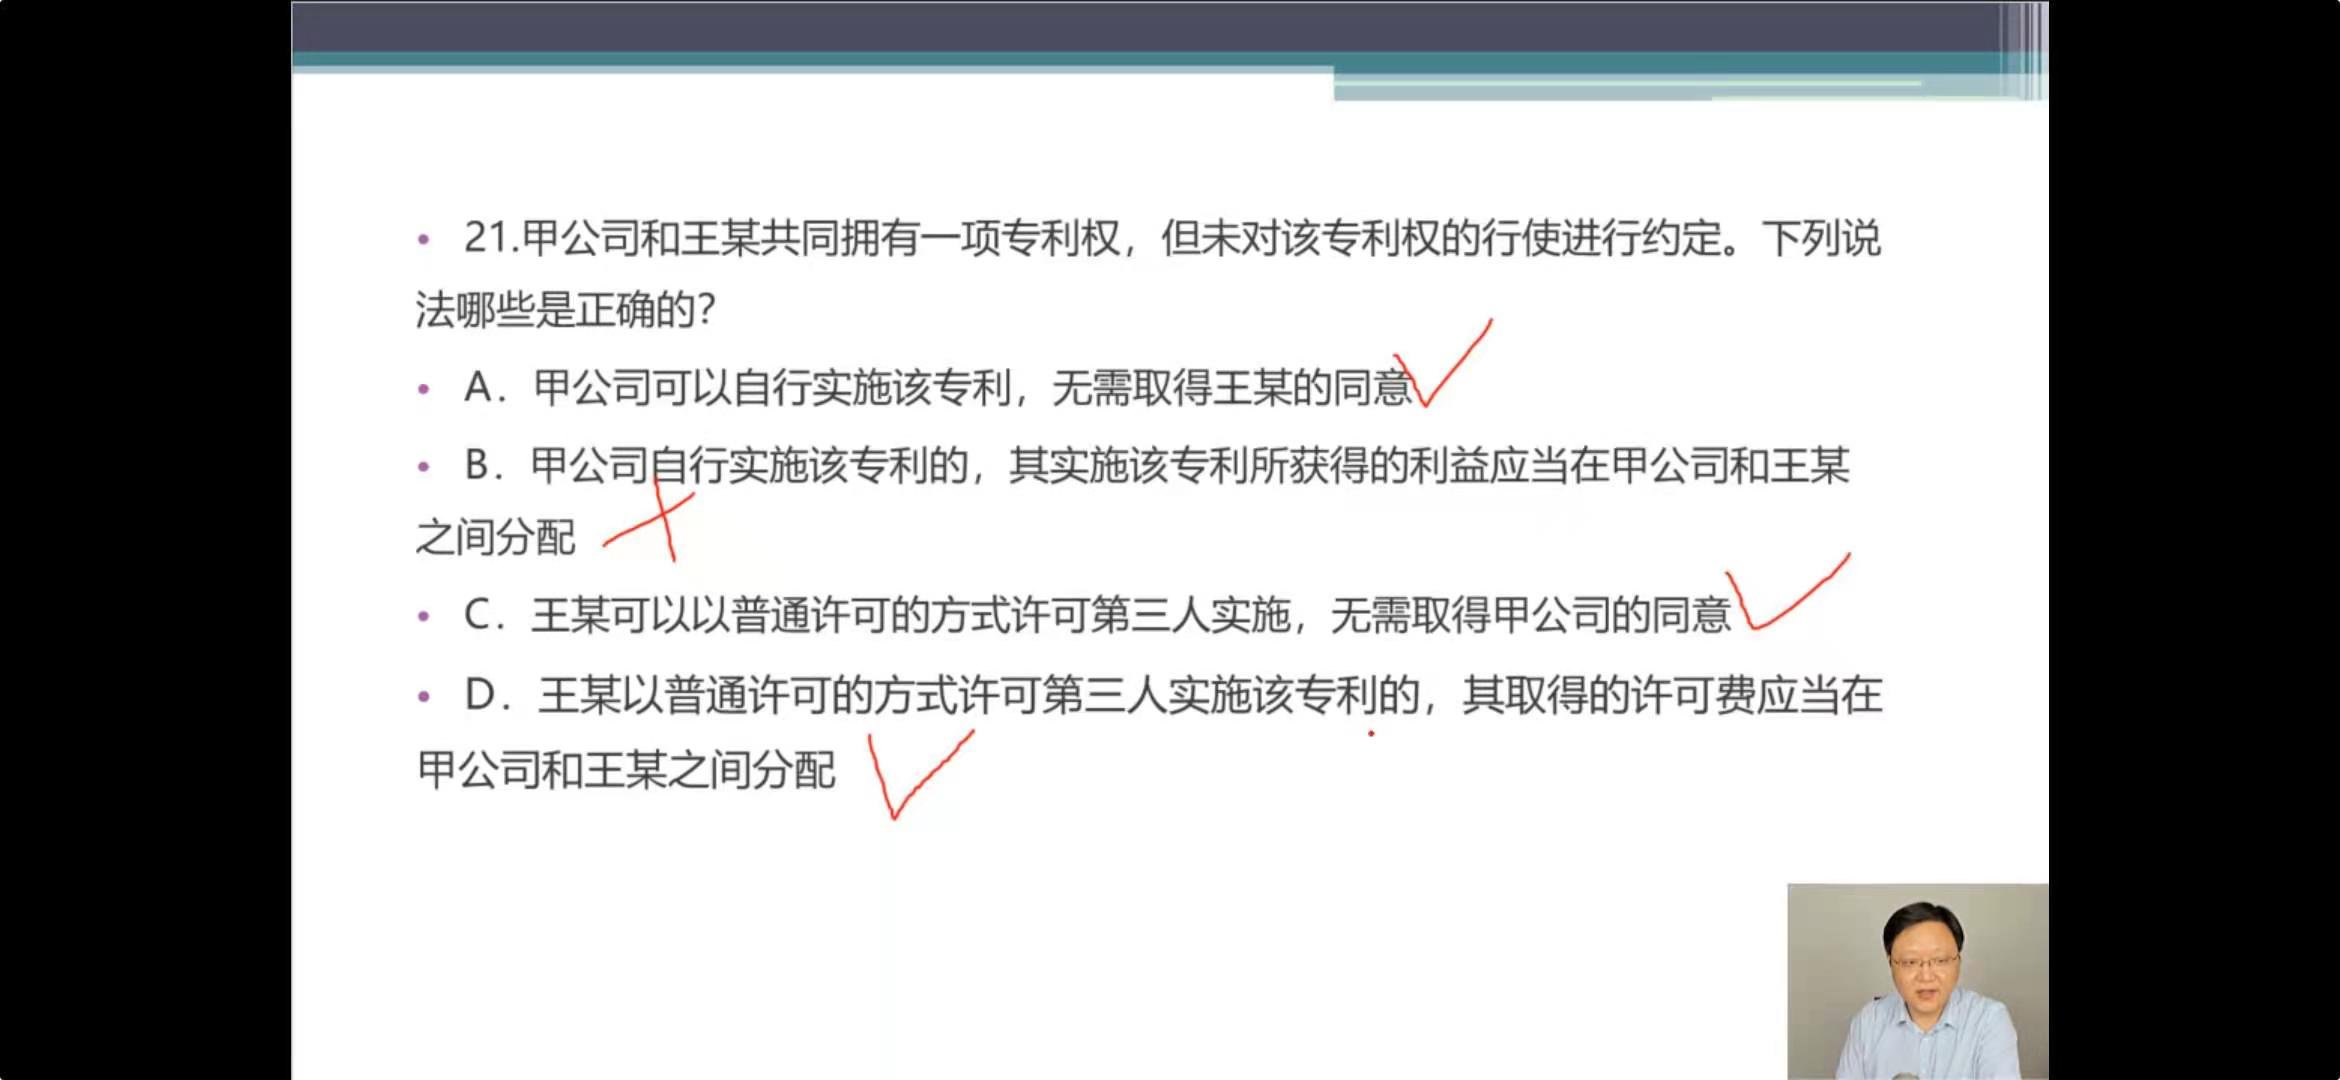 • 21.甲公司和王某共同拥有一项专利权，但未对该专利权的行使进行约定。下列说
法哪些是正确的？
• A．甲公司可以自行实施该专利，无需取得王某的同意
• B．甲公司自行实施该专利的，其实施该专利所获得的利益应当在甲公司和王某
之间分配
• C．王某可以以普通许可的方式许可第三人实施，无需取得甲公司的同意
• D．王某以普通许可的方式许可第三人实施该专利的，其取得的许可费应当在
甲公司和王某之间分配